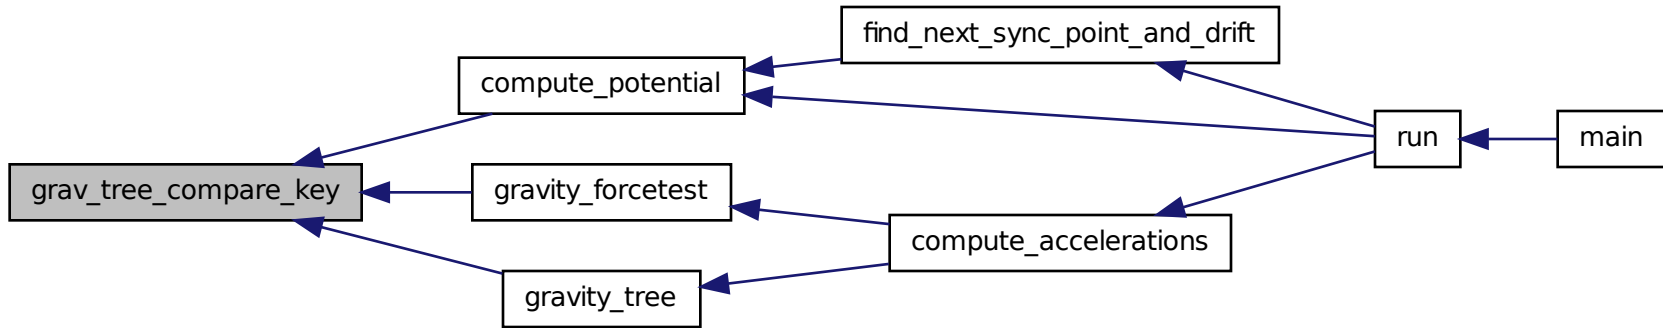 find_next_sync_point_and_drift
compute_potential
run
main
grav_tree_compare_key
gravity_forcetest
compute_accelerations
gravity_tree